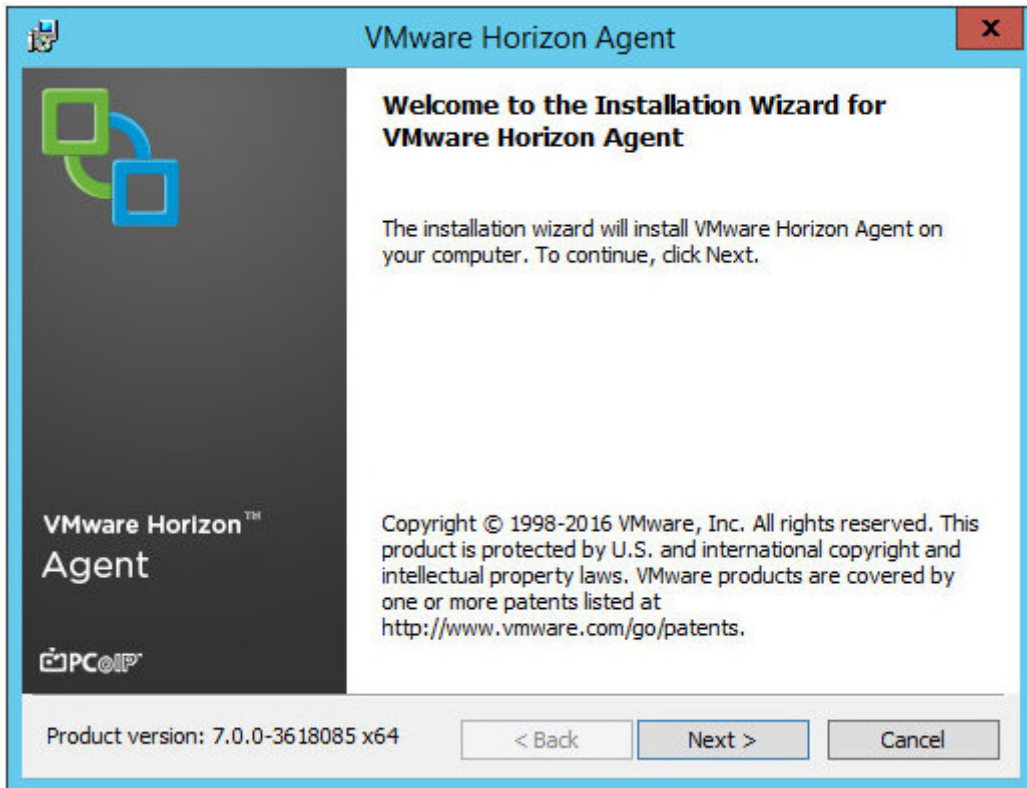 VMware Horizon Agent
x
Welcome to the Installation Wizard for
VMware Horizon Agent
The installation wizard will install VMware Horizon Agent on
your computer. To continue, click Next.
VMware Horizon™
Agent
Copyright © 1998-2016 VMware, Inc. All rights reserved. This
product is protected by U.S. and international copyright and
intellectual property laws. VMware products are covered by
one or more patents listed at
http://www.vmware.com/go/patents.
PCoIP
Product version: 7.0.0-3618085 x64
< Back
Next >
Cancel